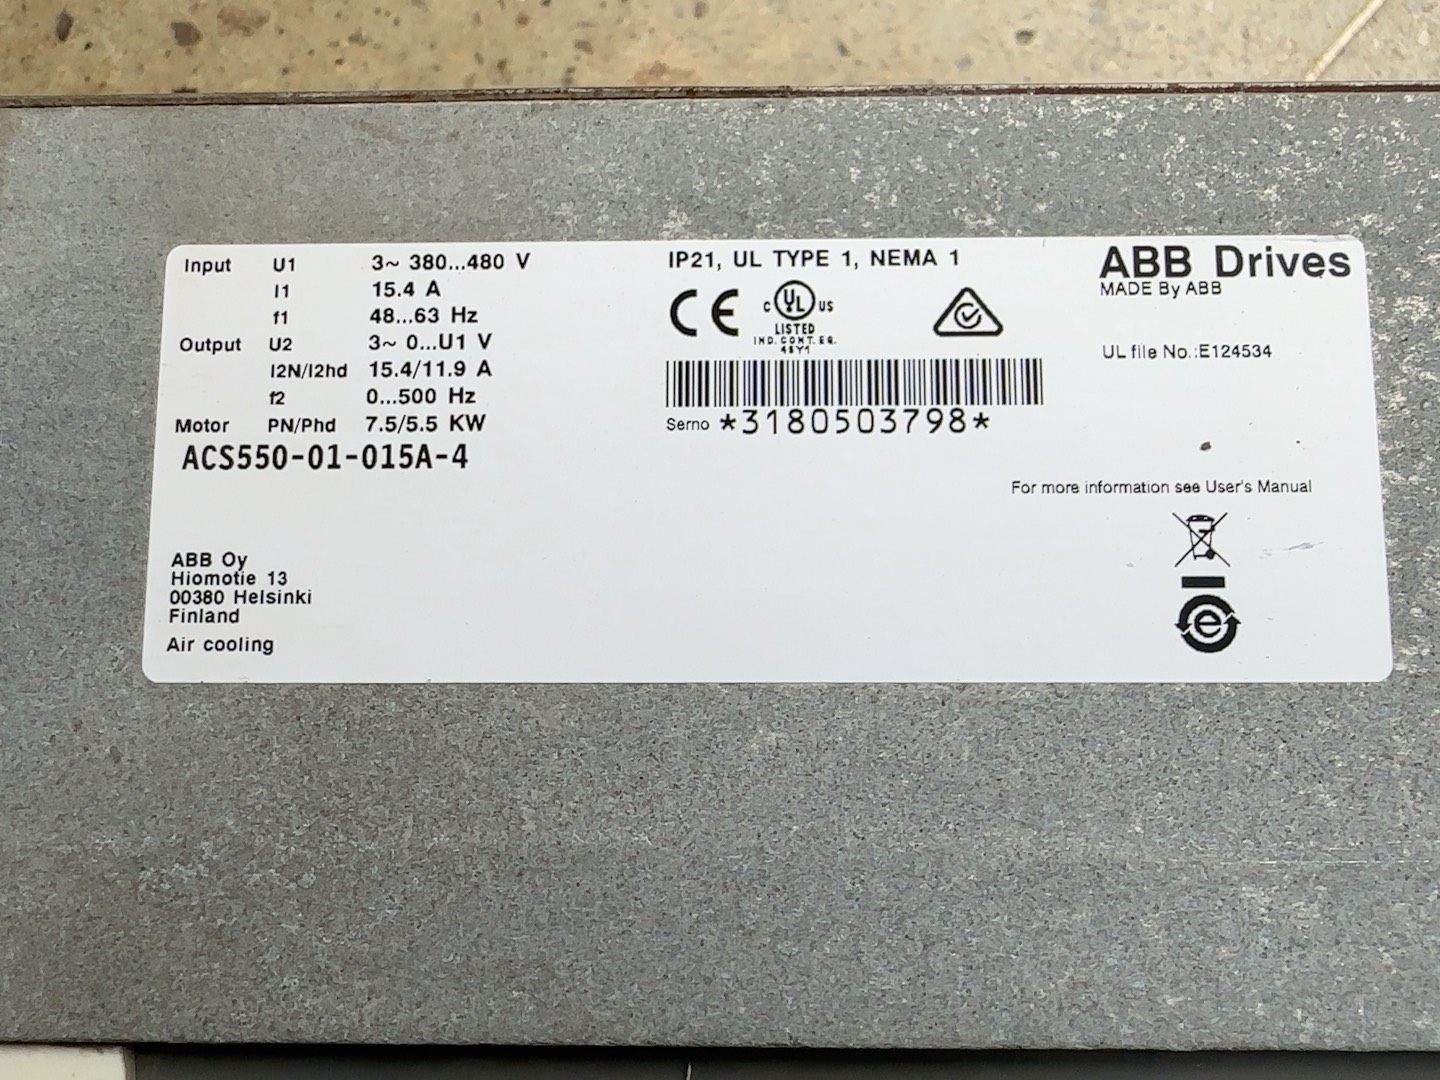 Input U1 3~ 380...480 V
I1 15.4 A
f1 48...63 Hz
Output U2 3~ 0...U1 V
I2N/I2hd 15.4/11.9 A
f2 0...500 Hz
Motor PN/Phd 7.5/5.5 KW
ACS550-01-015A-4
ABB Oy
Hiomotie 13
00380 Helsinki
Finland
Air cooling
IP21, UL TYPE 1, NEMA 1
CE
C UL US
LISTED
IND. CONT. EQ.
45Y1
Serno *3180503798*
ABB Drives
MADE By ABB
UL file No.:E124534
For more information see User's Manual
e